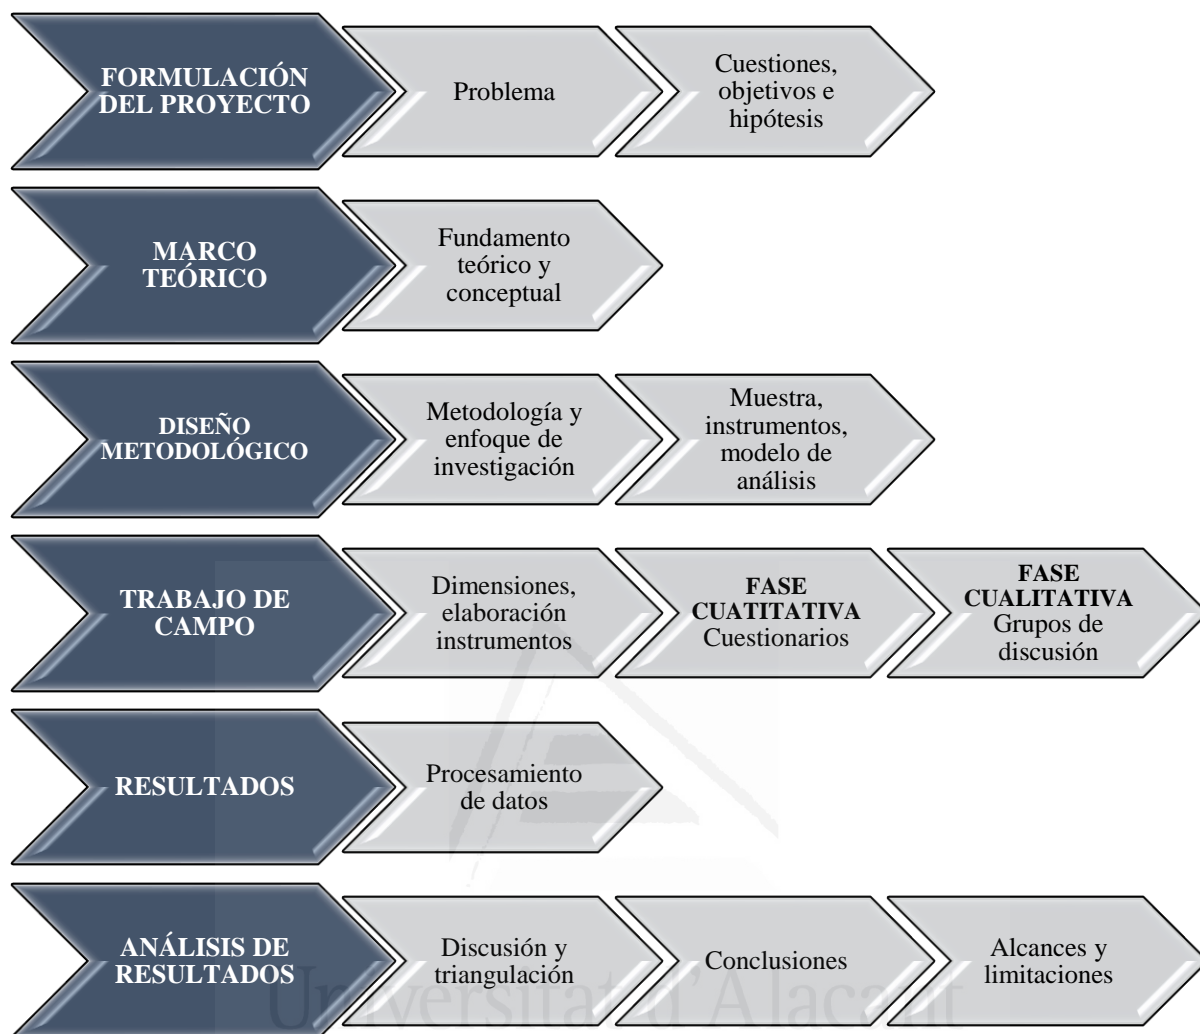 FORMULACIÓN
DEL PROYECTO
Problema
Cuestiones,
objetivos e
hipótesis
MARCO
TEÓRICO
Fundamento
teórico y
conceptual
DISEÑO
METODOLÓGICO
Metodología y
enfoque de
investigación
Muestra,
instrumentos,
modelo de
análisis
TRABAJO DE
CAMPO
Dimensiones,
elaboración
instrumentos
FASE
CUATITATIVA
Cuestionarios
FASE
CUALITATIVA
Grupos de
discusión
RESULTADOS
Procesamiento
de datos
ANÁLISIS DE
RESULTADOS
Discusión y
triangulación
Conclusiones
Alcances y
limitaciones
Universitat d'Alacant